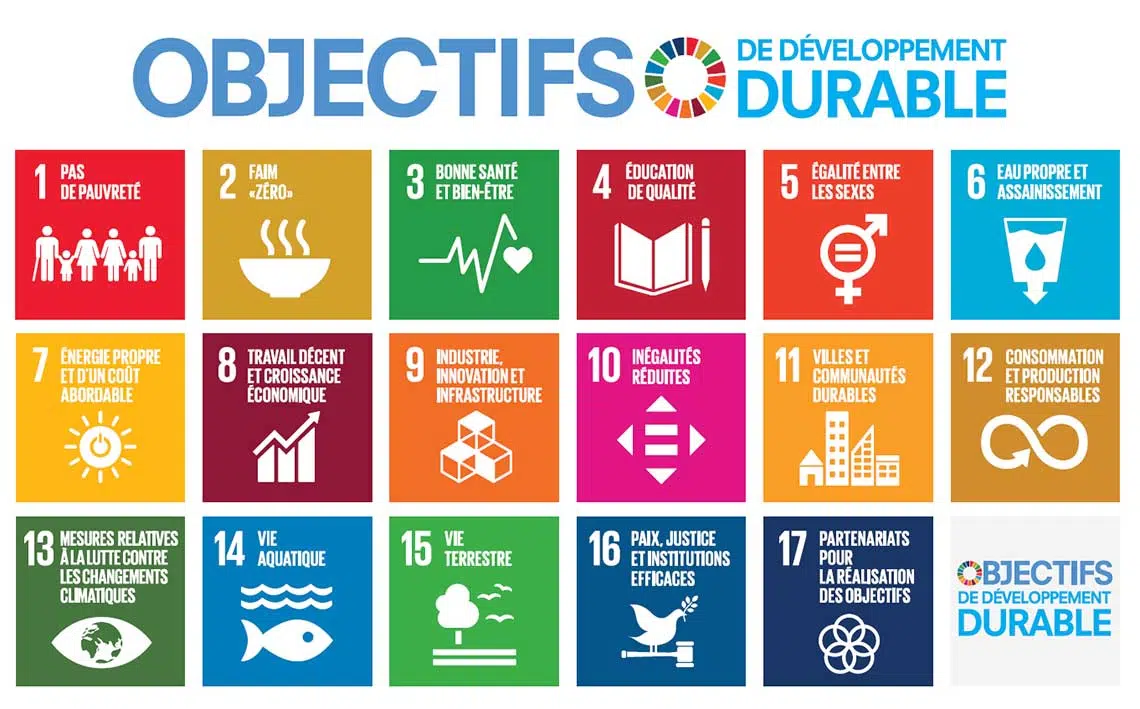 OBJECTIFS
DE DÉVELOPPEMENT
DURABLE
1 PAS
DE PAUVRETÉ
2 FAIM
«ZÉRO»
3 BONNE SANTÉ
ET BIEN-ÊTRE
4 ÉDUCATION
DE QUALITÉ
5 ÉGALITÉ ENTRE
LES SEXES
6 EAU PROPRE ET
ASSAINISSEMENT
7 ÉNERGIE PROPRE
ET D'UN COÛT
ABORDABLE
8 TRAVAIL DÉCENT
ET CROISSANCE
ÉCONOMIQUE
9 INDUSTRIE,
INNOVATION ET
INFRASTRUCTURE
10 INÉGALITÉS
RÉDUITES
11 VILLES ET
COMMUNAUTÉS
DURABLES
12 CONSOMMATION
ET PRODUCTION
RESPONSABLES
13 MESURES RELATIVES
À LA LUTTE CONTRE
LES CHANGEMENTS
CLIMATIQUES
14 VIE
AQUATIQUE
15 VIE
TERRESTRE
16 PAIX, JUSTICE
ET INSTITUTIONS
EFFICACES
17 PARTENARIATS
POUR
LA RÉALISATION
DES OBJECTIFS
OBJECTIFS
DE DÉVELOPPEMENT
DURABLE